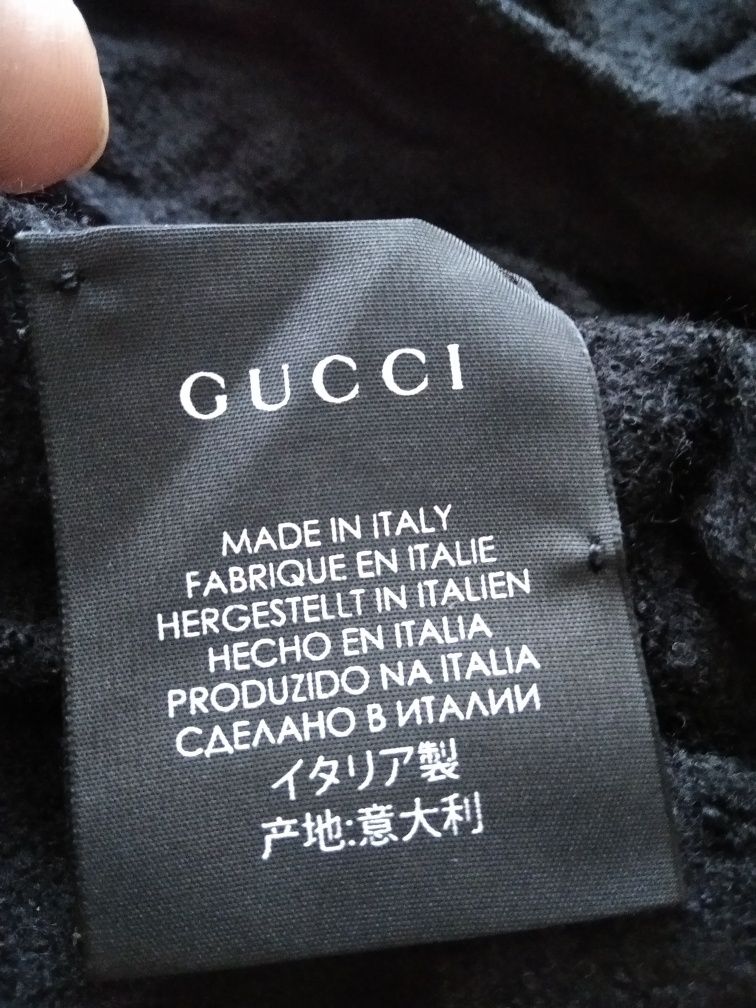 GUCCI
MADE IN ITALY
FABRIQUE EN ITALIE
HERGESTELLT IN ITALIEN
HECHO EN ITALIA
PRODUZIDO NA ITALIA
СДЕЛАНО В ИТАЛИИ
イタリア製
产地:意大利